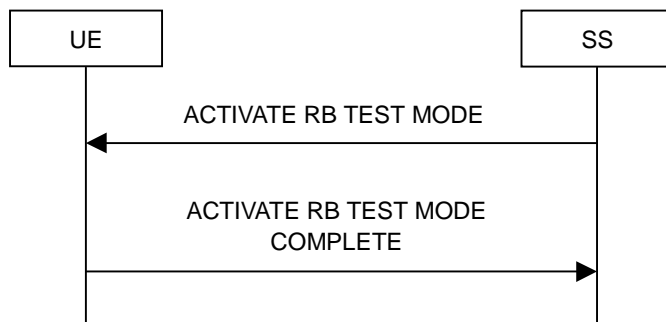 UE
SS
ACTIVATE RB TEST MODE
ACTIVATE RB TEST MODE
COMPLETE